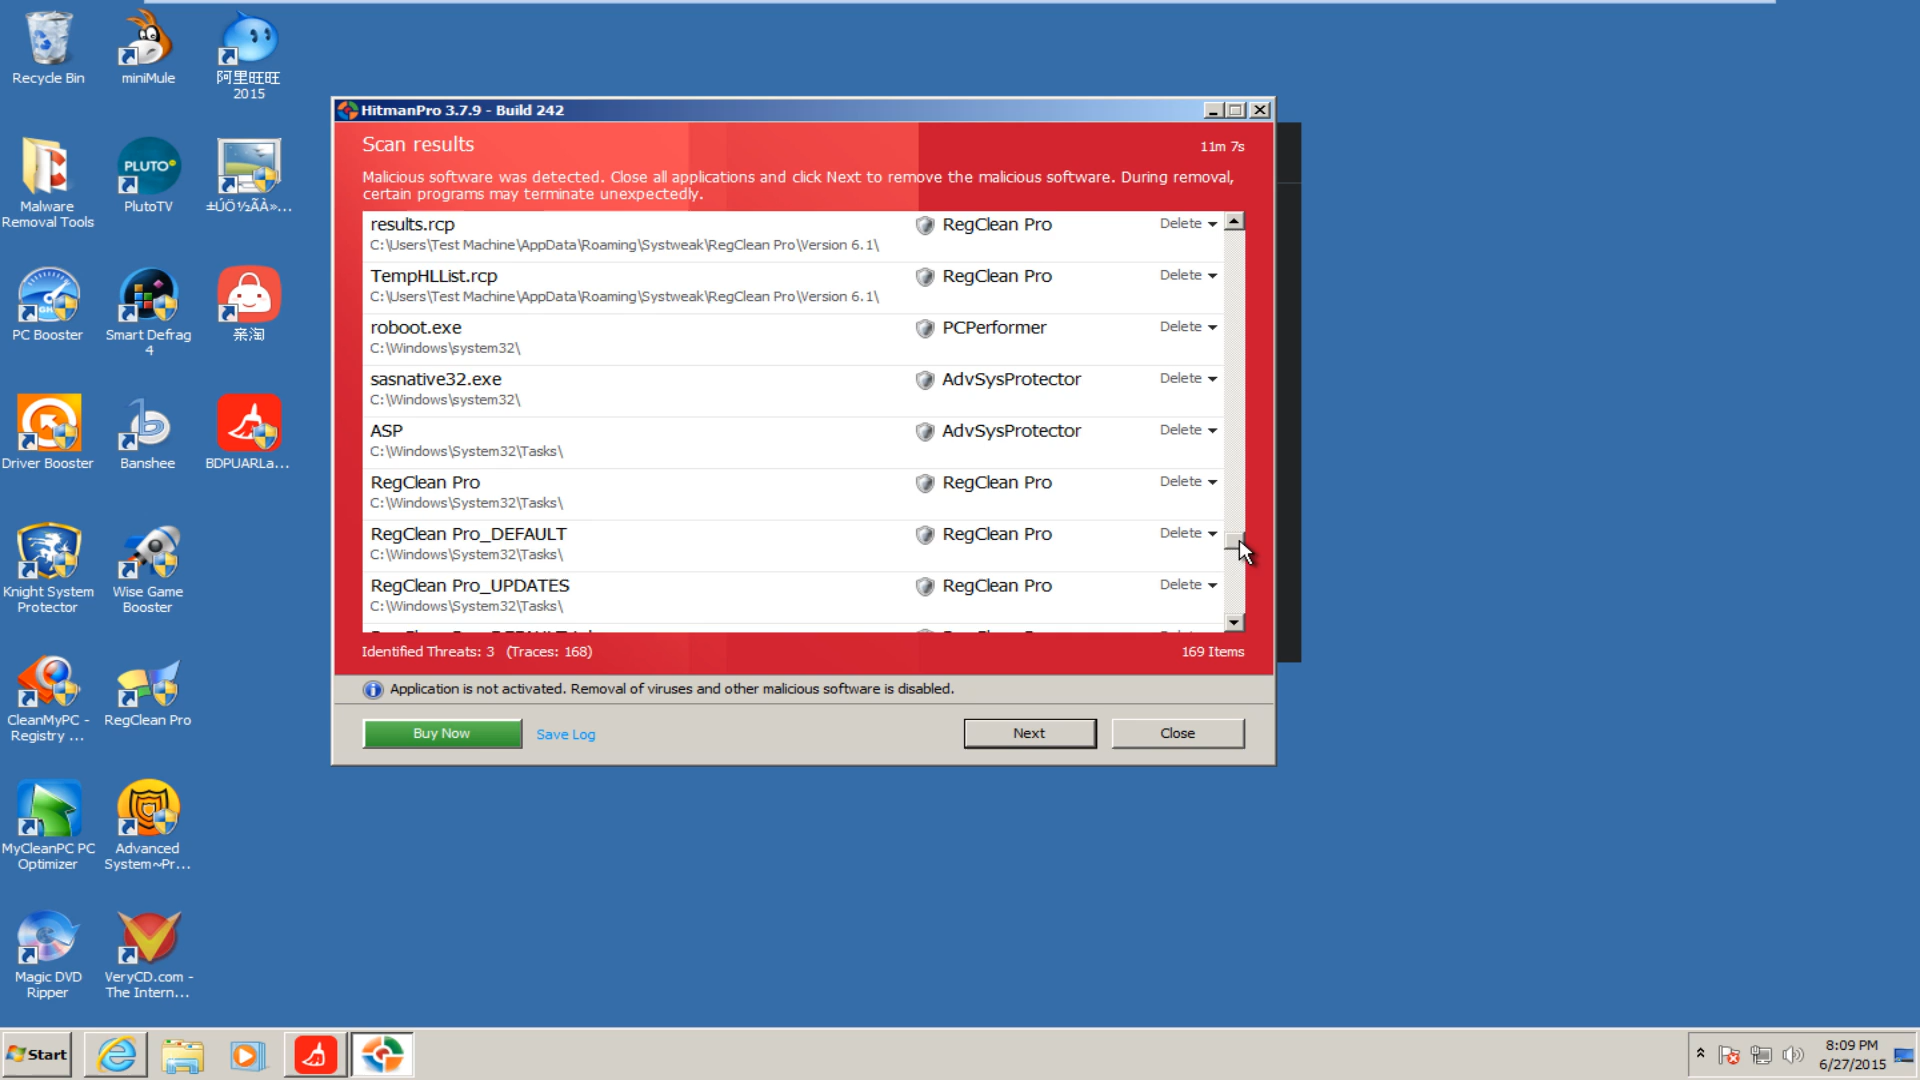 Recycle Bin
miniMule
阿里旺旺
2015
Malware
Removal Tools
PLUTO
PlutoTV
±ÚÖ½ÃÀ»...
PC Booster
Smart Defrag
4
亲淘
Driver Booster
Banshee
BDPUARLa...
Knight System
Protector
Wise Game
Booster
CleanMyPC -
Registry ...
RegClean Pro
MyCleanPC PC
Optimizer
Advanced
System~Pr...
Magic DVD
Ripper
VeryCD.com -
The Intern...
HitmanPro 3.7.9 - Build 242
Scan results
11m 7s
Malicious software was detected. Close all applications and click Next to remove the malicious software. During removal,
certain programs may terminate unexpectedly.
results.rcp RegClean Pro Delete
C:\Users\Test Machine\AppData\Roaming\Systweak\RegClean Pro\Version 6.1\
TempHLList.rcp RegClean Pro Delete
C:\Users\Test Machine\AppData\Roaming\Systweak\RegClean Pro\Version 6.1\
roboot.exe PCPerformer Delete
C:\Windows\system32\
sasnative32.exe AdvSysProtector Delete
C:\Windows\system32\
ASP AdvSysProtector Delete
C:\Windows\System32\Tasks\
RegClean Pro RegClean Pro Delete
C:\Windows\System32\Tasks\
RegClean Pro_DEFAULT RegClean Pro Delete
C:\Windows\System32\Tasks\
RegClean Pro_UPDATES RegClean Pro Delete
C:\Windows\System32\Tasks\
Identified Threats: 3 (Traces: 168) 169 Items
Application is not activated. Removal of viruses and other malicious software is disabled.
Buy Now Save Log Next Close
Start
8:09 PM
6/27/2015